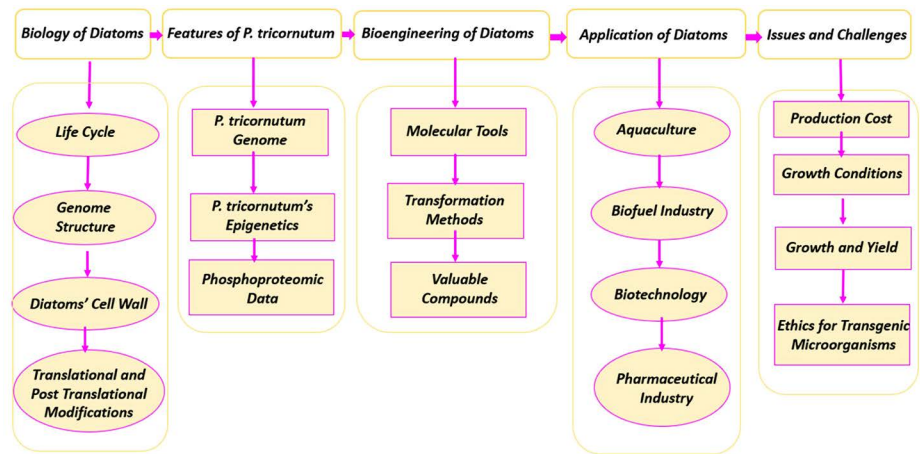 Biology of Diatoms
Features of P. tricornutum
Bioengineering of Diatoms
Application of Diatoms
Issues and Challenges
Life Cycle
Genome
Structure
Diatoms' Cell Wall
Translational and
Post Translational
Modifications
P. tricornutum
Genome
P. tricornutum's
Epigenetics
Phosphoproteomic
Data
Molecular Tools
Transformation
Methods
Valuable
Compounds
Aquaculture
Biofuel Industry
Biotechnology
Pharmaceutical
Industry
Production Cost
Growth Conditions
Growth and Yield
Ethics for Transgenic
Microorganisms